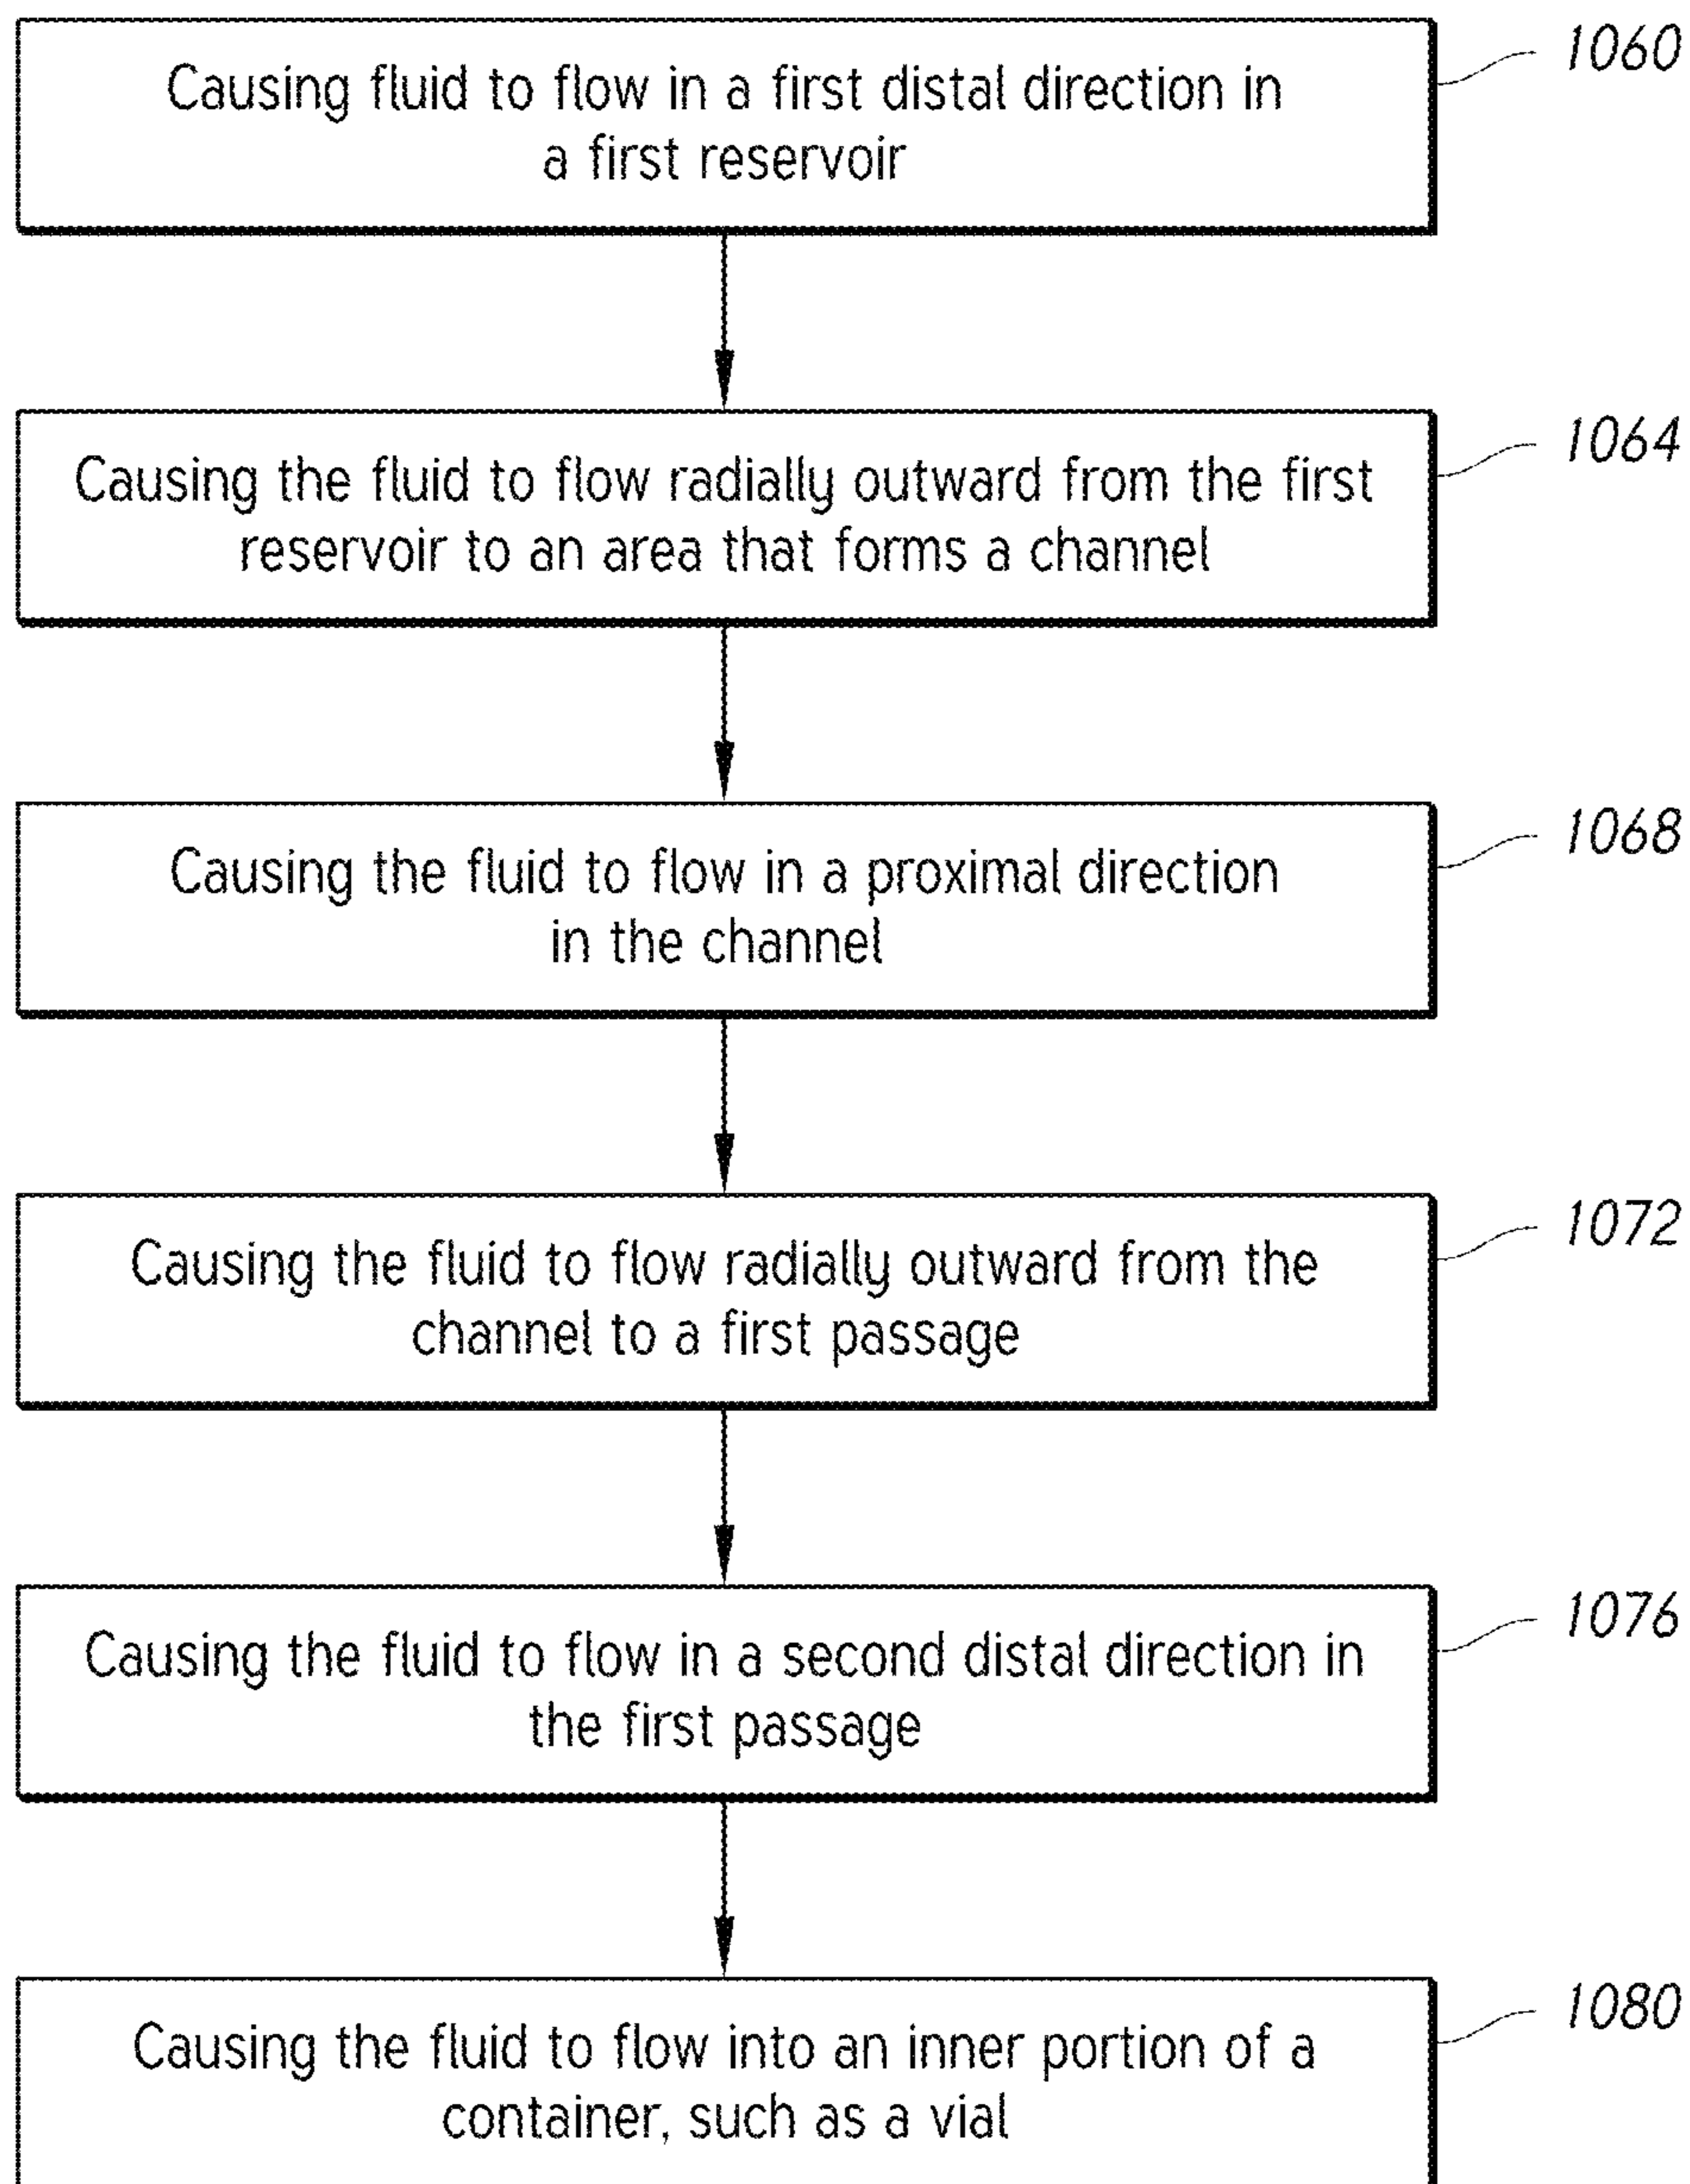 Causing fluid to flow in a first distal direction in
a first reservoir
1060
Causing the fluid to flow radially outward from the first
reservoir to an area that forms a channel
1064
Causing the fluid to flow in a proximal direction
in the channel
1068
Causing the fluid to flow radially outward from the
channel to a first passage
1072
Causing the fluid to flow in a second distal direction in
the first passage
1076
Causing the fluid to flow into an inner portion of a
container, such as a vial
1080